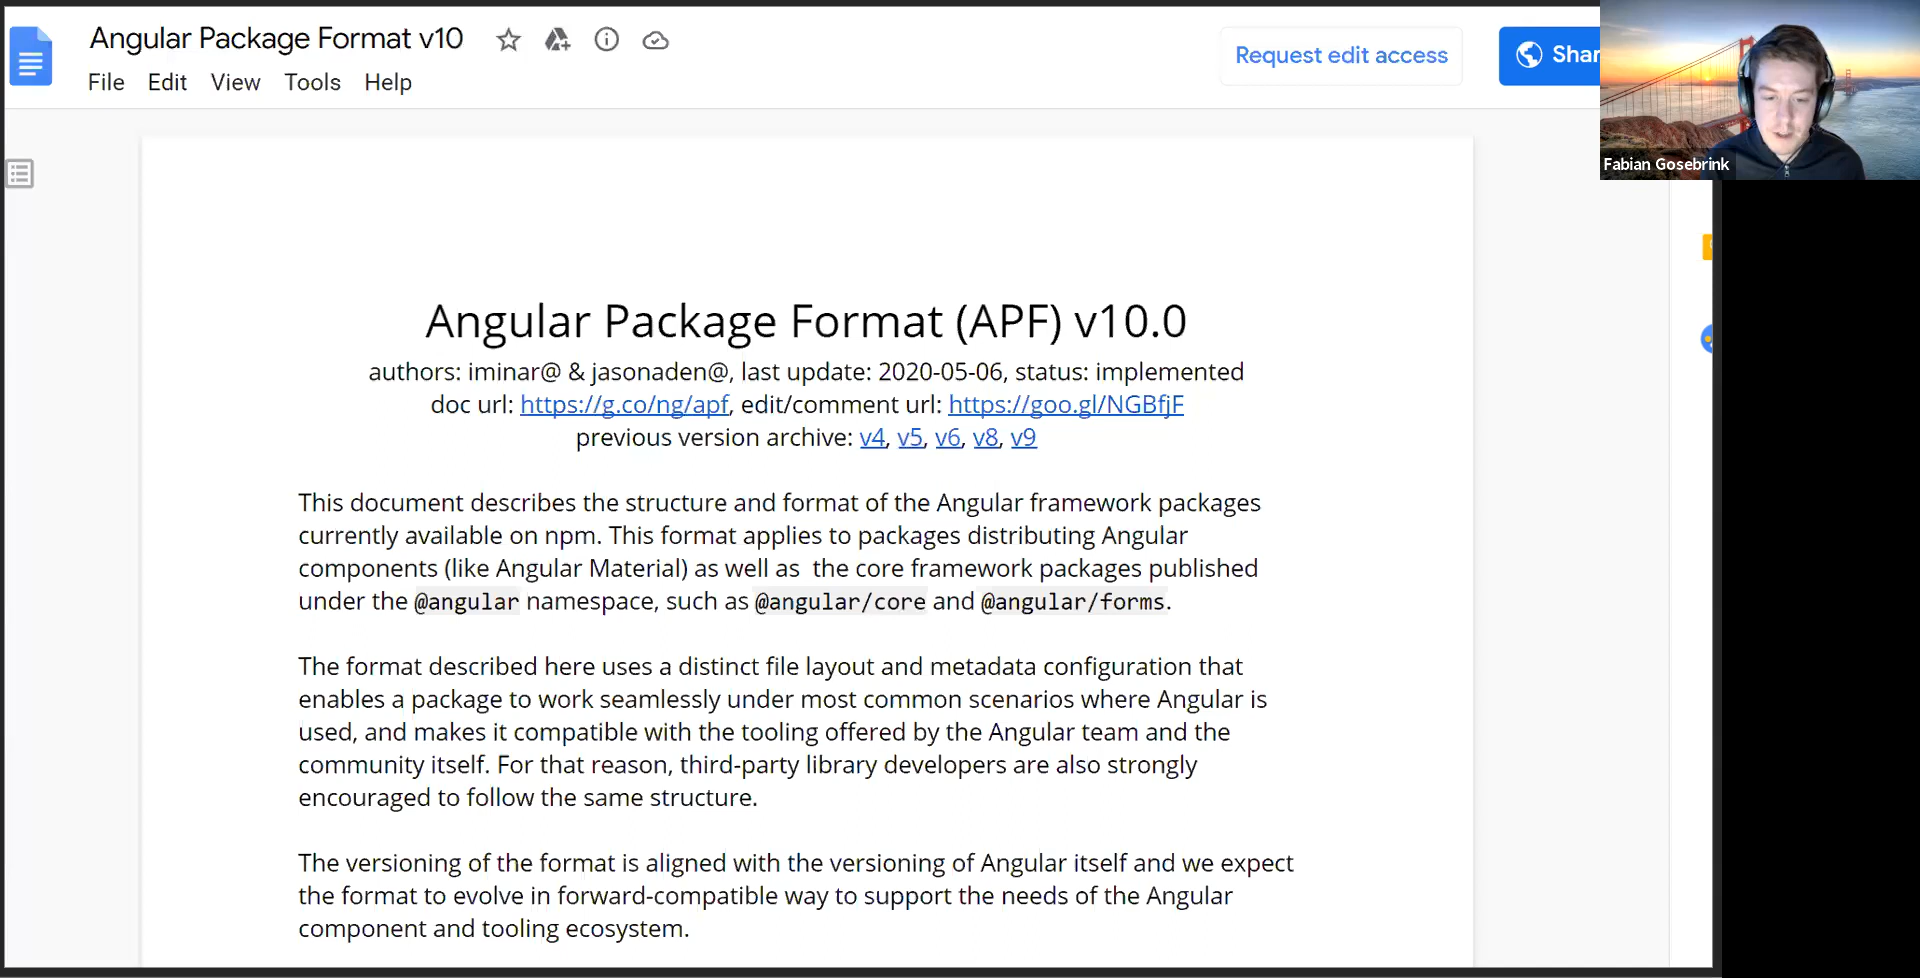 Angular Package Format v10
File Edit View Tools Help
Request edit access
Shar
Fabian Gosebrink
Angular Package Format (APF) v10.0
authors: iminar@ & jasonaden@, last update: 2020-05-06, status: implemented
doc url: https://g.co/ng/apf, edit/comment url: https://goo.gl/NGBfjF
previous version archive: v4, v5, v6, v8, v9
This document describes the structure and format of the Angular framework packages
currently available on npm. This format applies to packages distributing Angular
components (like Angular Material) as well as  the core framework packages published
under the @angular namespace, such as @angular/core and @angular/forms.
The format described here uses a distinct file layout and metadata configuration that
enables a package to work seamlessly under most common scenarios where Angular is
used, and makes it compatible with the tooling offered by the Angular team and the
community itself. For that reason, third-party library developers are also strongly
encouraged to follow the same structure.
The versioning of the format is aligned with the versioning of Angular itself and we expect
the format to evolve in forward-compatible way to support the needs of the Angular
component and tooling ecosystem.